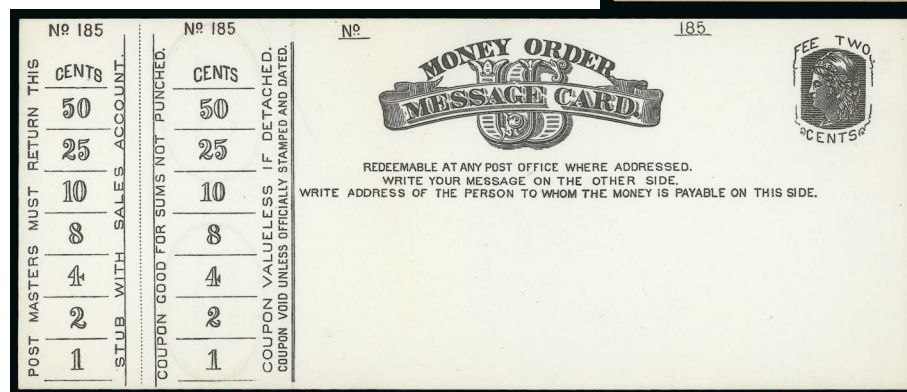 POST MASTERS MUST RETURN THIS
Nº 185
CENTS
50
25
10
8
4
2
1
STUB WITH SALES ACCOUNT.
COUPON GOOD FOR SUMS NOT PUNCHED.
Nº 185
CENTS
50
25
10
8
4
2
1
COUPON VALUELESS IF DETACHED.
COUPON VOID UNLESS OFFICIALLY STAMPED AND DATED.
Nº 185
MONEY ORDER
US
MESSAGE CARD.
FEE TWO
CENTS
REDEEMABLE AT ANY POST OFFICE WHERE ADDRESSED.
WRITE YOUR MESSAGE ON THE OTHER SIDE.
WRITE ADDRESS OF THE PERSON TO WHOM THE MONEY IS PAYABLE ON THIS SIDE.